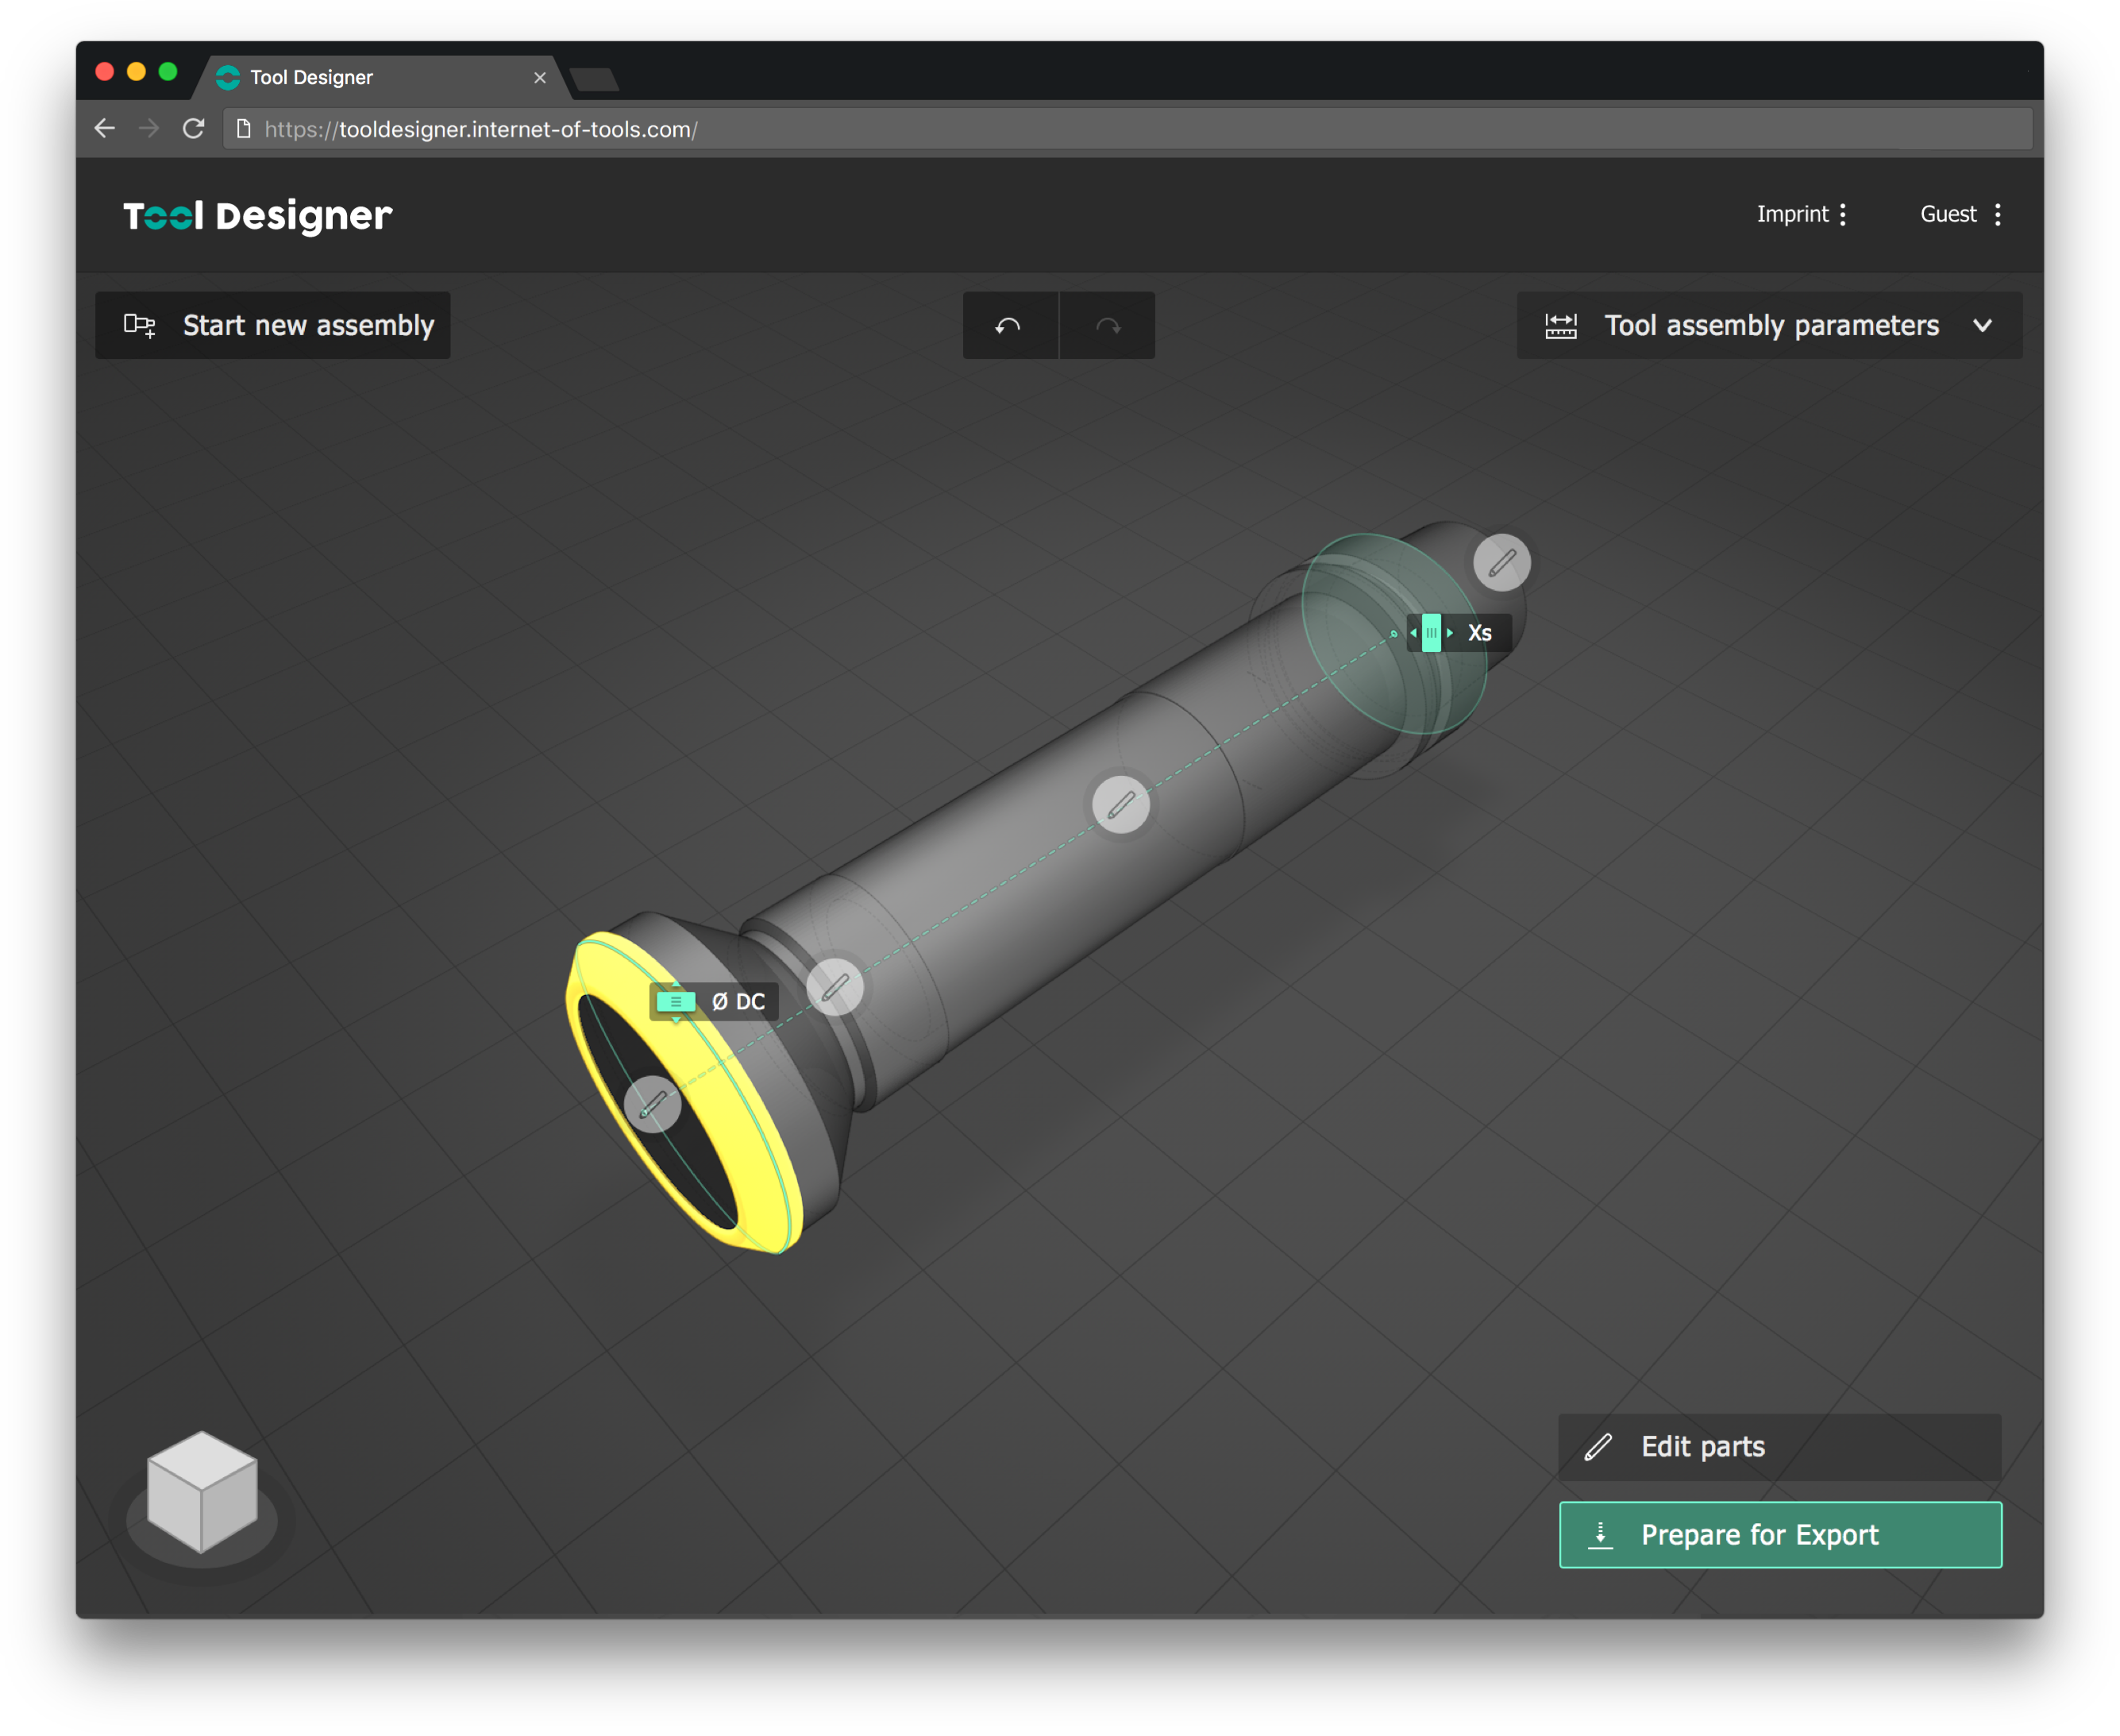 Tool Designer
https://tooldesigner.internet-of-tools.com/
Tool Designer
Imprint
Guest
Start new assembly
Tool assembly parameters
Xs
Ø DC
Edit parts
Prepare for Export